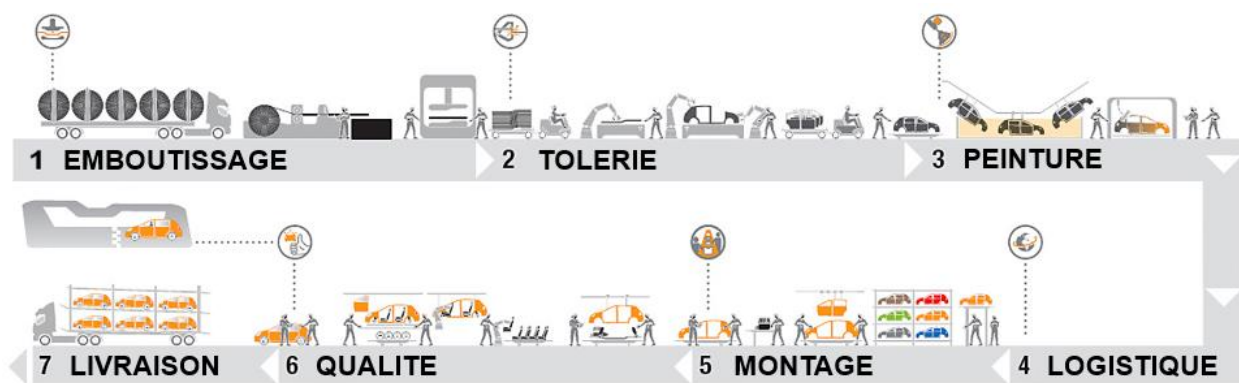 1 EMBOUTISSAGE
2 TOLERIE
3 PEINTURE
4 LOGISTIQUE
5 MONTAGE
6 QUALITE
7 LIVRAISON